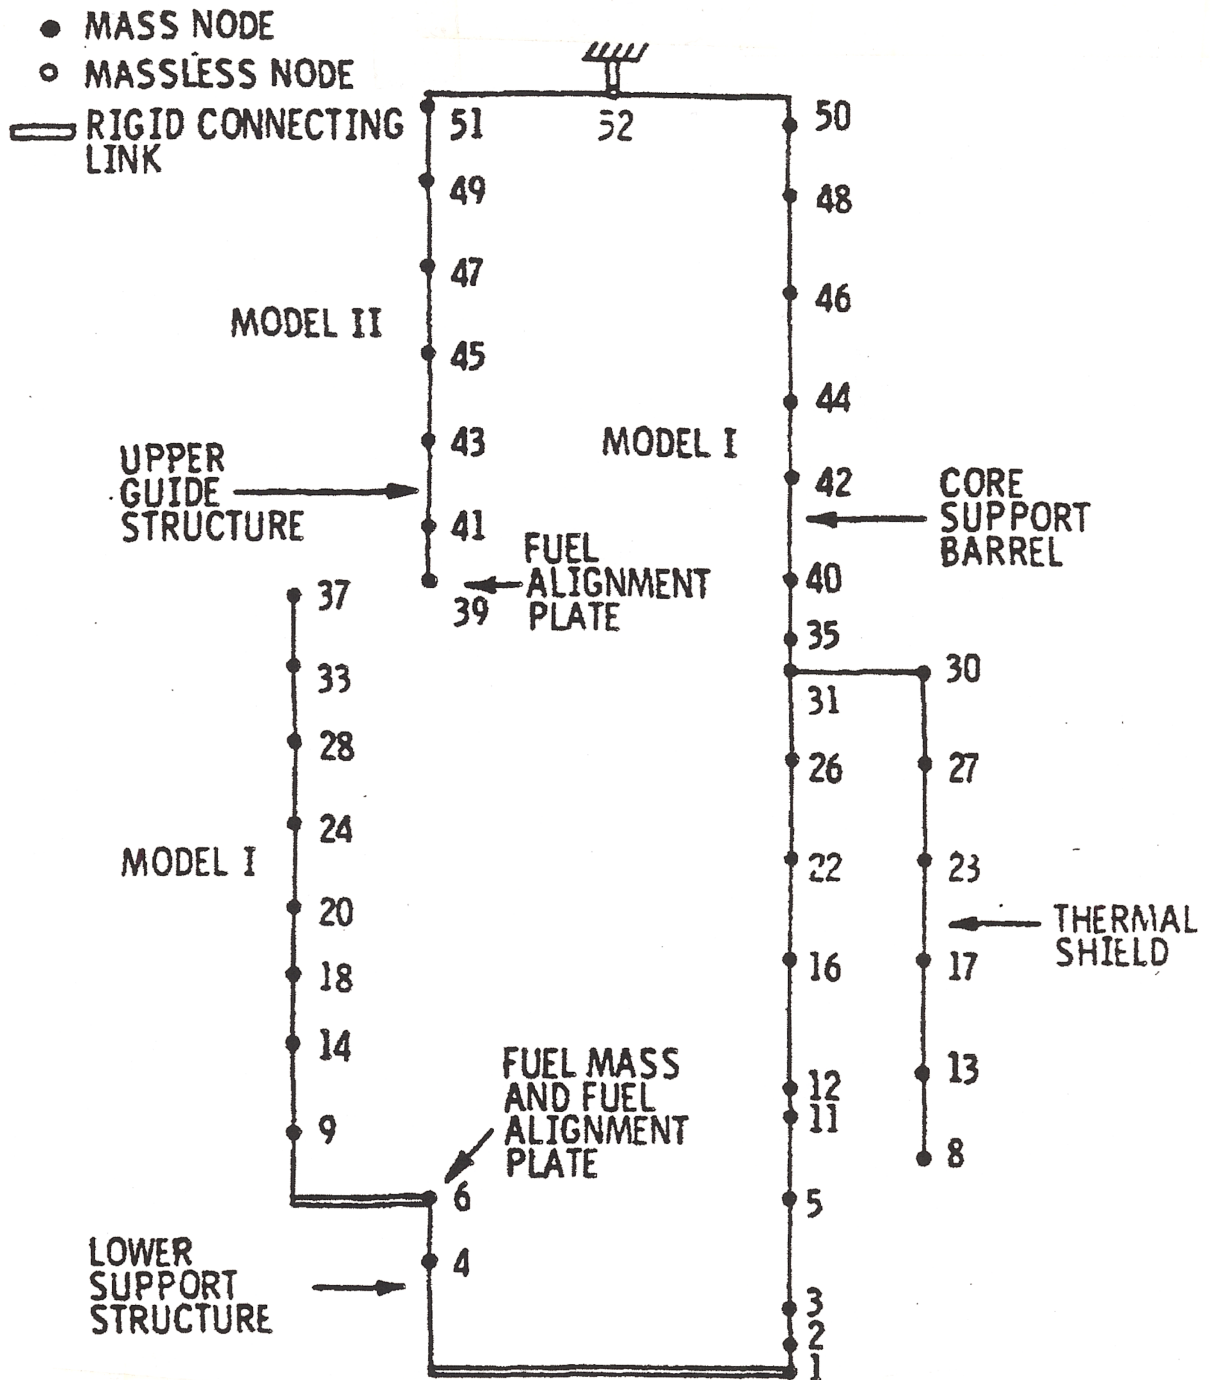 MASS NODE
MASSLESS NODE
RIGID CONNECTING
LINK
51
52
50
49
48
47
46
MODEL II
45
44
43
MODEL I
42
UPPER
GUIDE
STRUCTURE
CORE
SUPPORT
BARREL
41
FUEL
ALIGNMENT
PLATE
40
39
37
35
33
31
30
28
26
27
24
MODEL I
22
23
20
THERMAL
SHIELD
18
16
17
14
13
FUEL MASS
AND FUEL
ALIGNMENT
PLATE
12
11
9
8
6
5
4
LOWER
SUPPORT
STRUCTURE
3
2
1